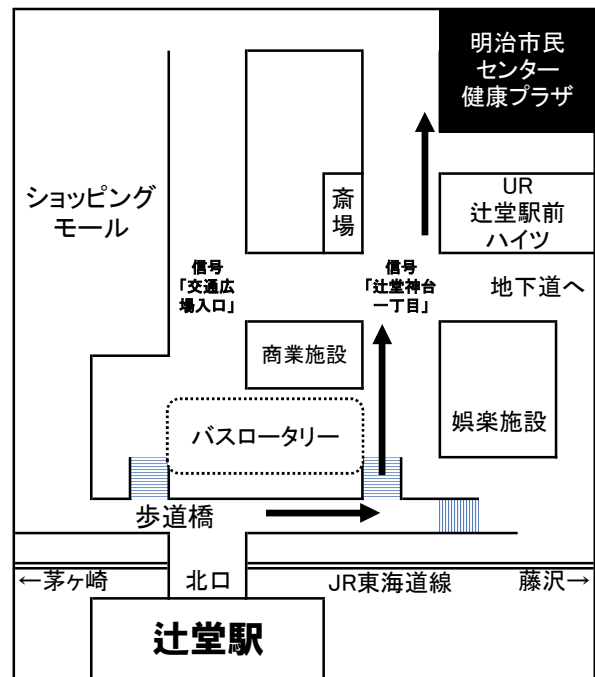 明治市民
センター
健康プラザ
ショッピング
モール
斎
場
UR
辻堂駅前
ハイツ
信号
「交通広
場入口」
信号
「辻堂神台
一丁目」
地下道へ
商業施設
バスロータリー
娯楽施設
歩道橋
←茅ヶ崎
北口
JR東海道線
藤沢→
辻堂駅